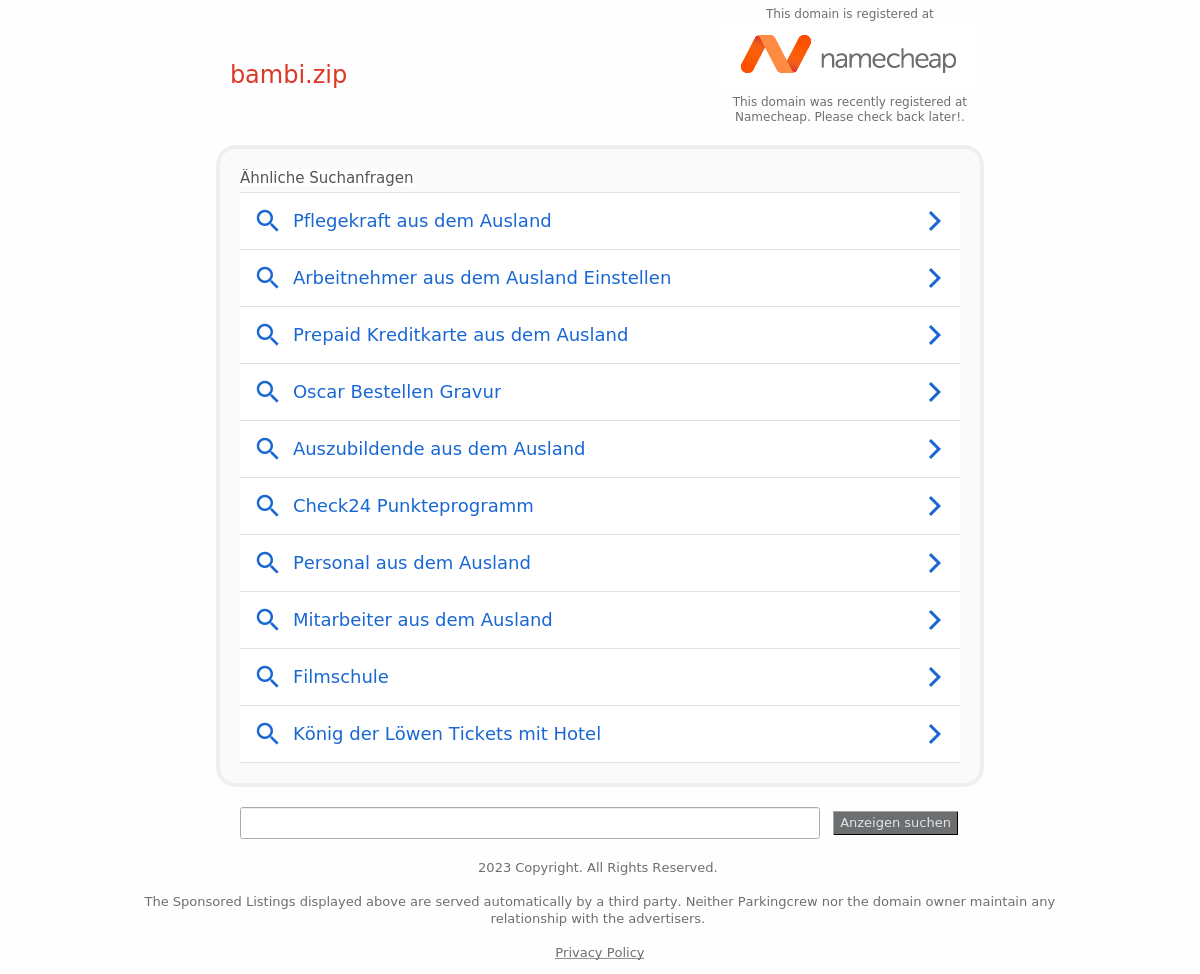 This domain is registered at
namecheap
bambi.zip
This domain was recently registered at
Namecheap. Please check back later!.
Ähnliche Suchanfragen
Pflegekraft aus dem Ausland
Arbeitnehmer aus dem Ausland Einstellen
Prepaid Kreditkarte aus dem Ausland
Oscar Bestellen Gravur
Auszubildende aus dem Ausland
Check24 Punkteprogramm
Personal aus dem Ausland
Mitarbeiter aus dem Ausland
Filmschule
König der Löwen Tickets mit Hotel
Anzeigen suchen
2023 Copyright. All Rights Reserved.
The Sponsored Listings displayed above are served automatically by a third party. Neither Parkingcrew nor the domain owner maintain any
relationship with the advertisers.
Privacy Policy